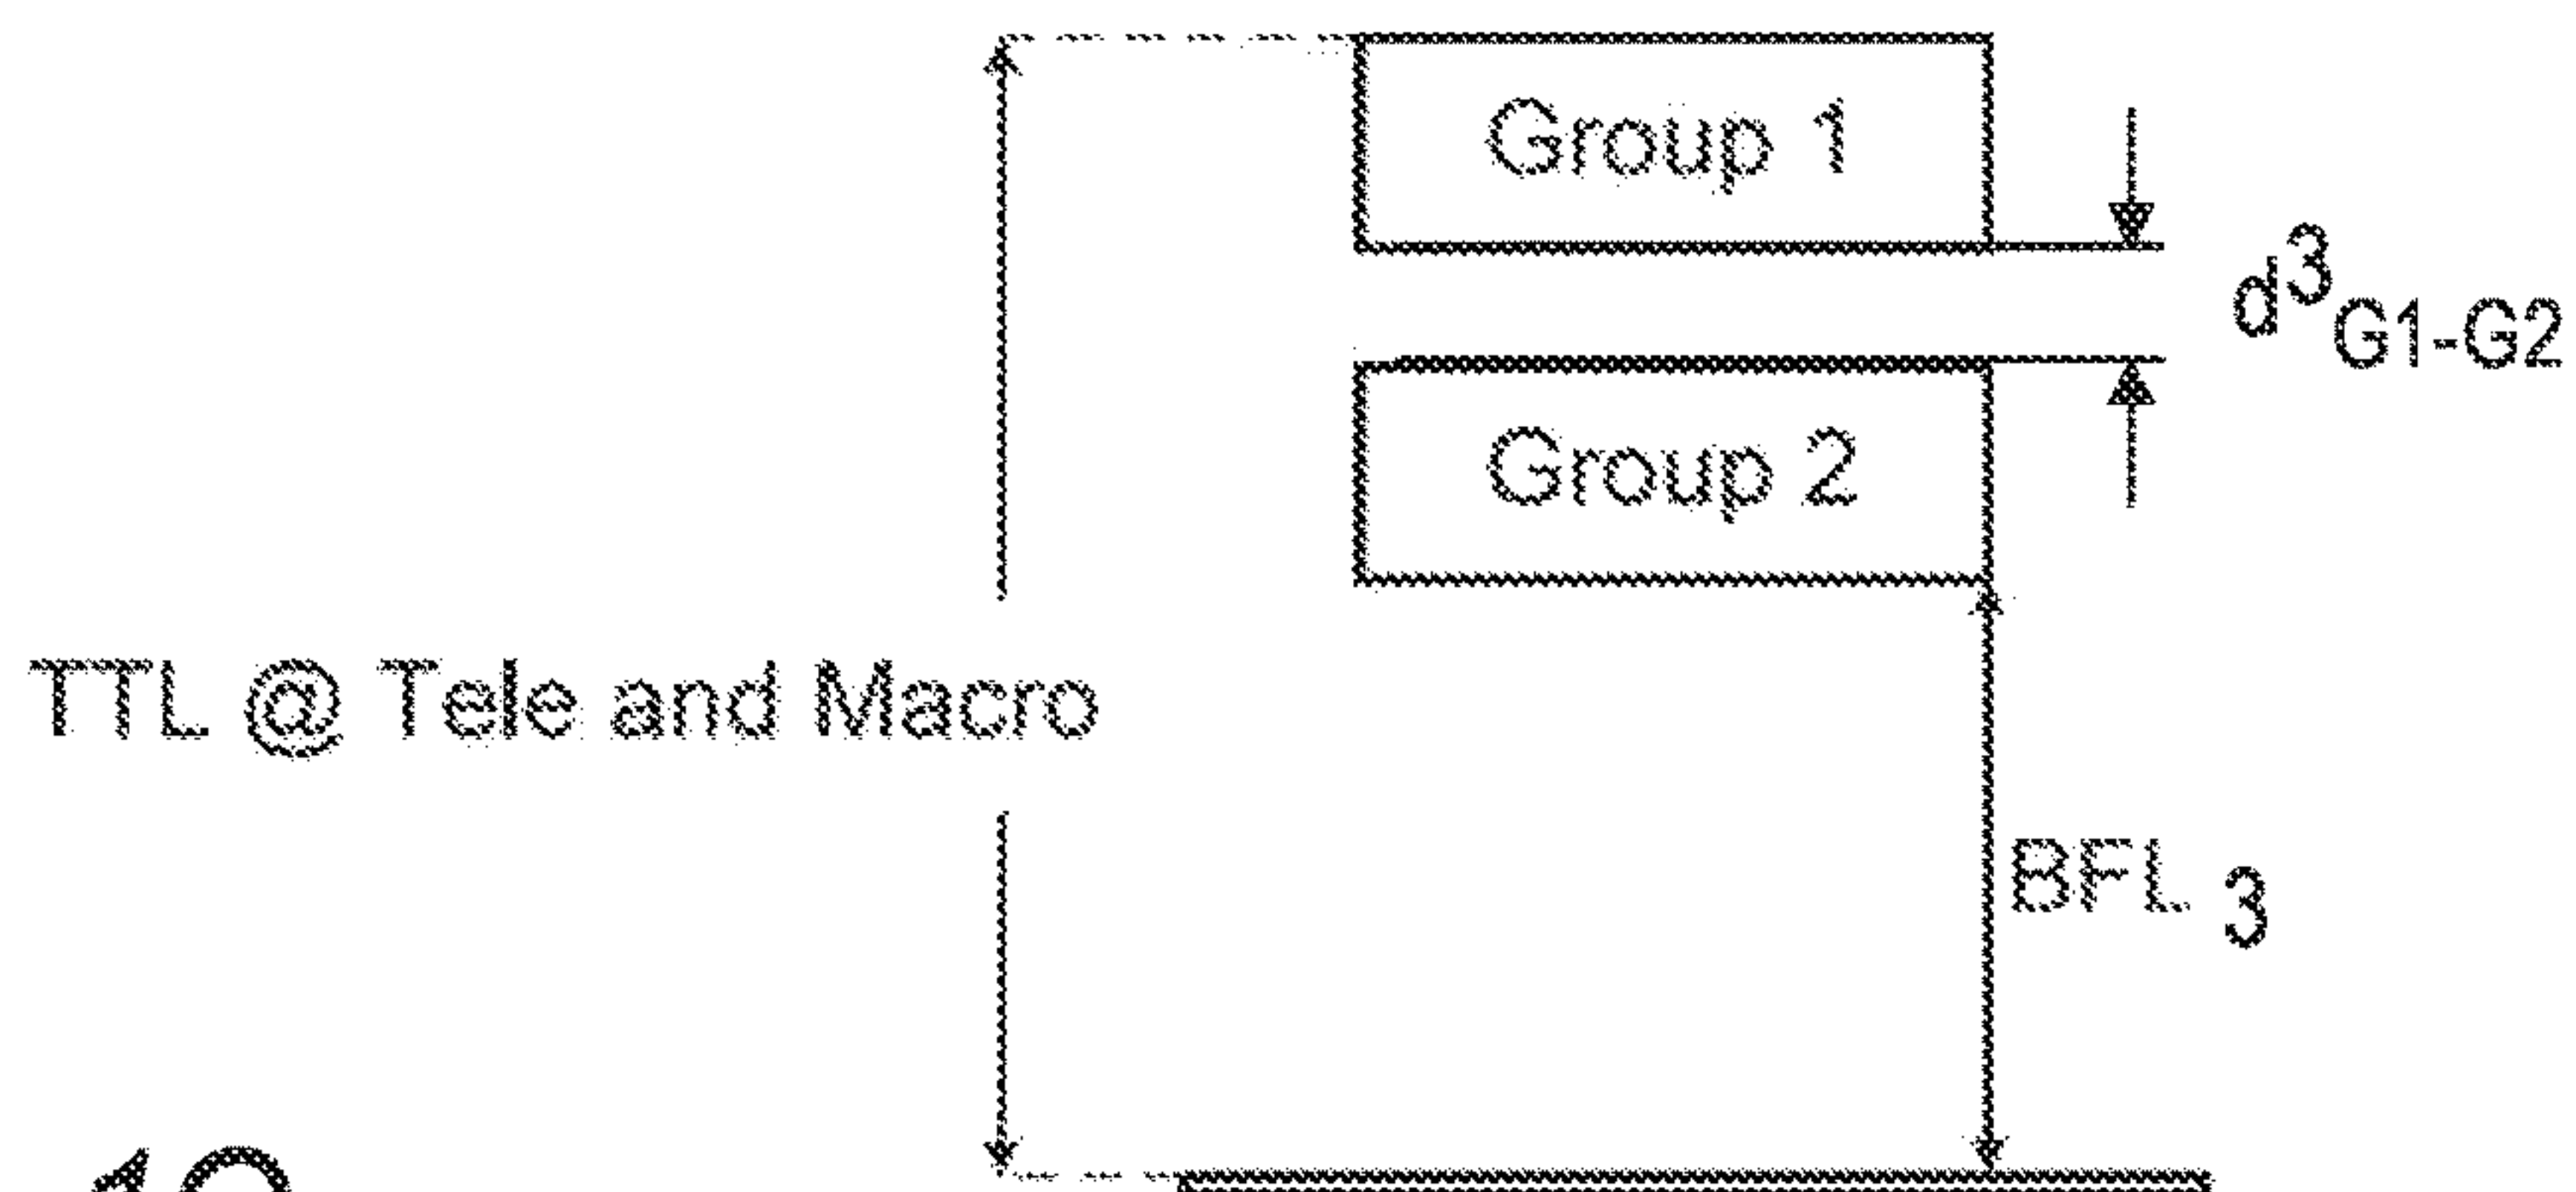 Group 1
d³G1-G2
Group 2
TTL @ Tele and Macro
BFL 3